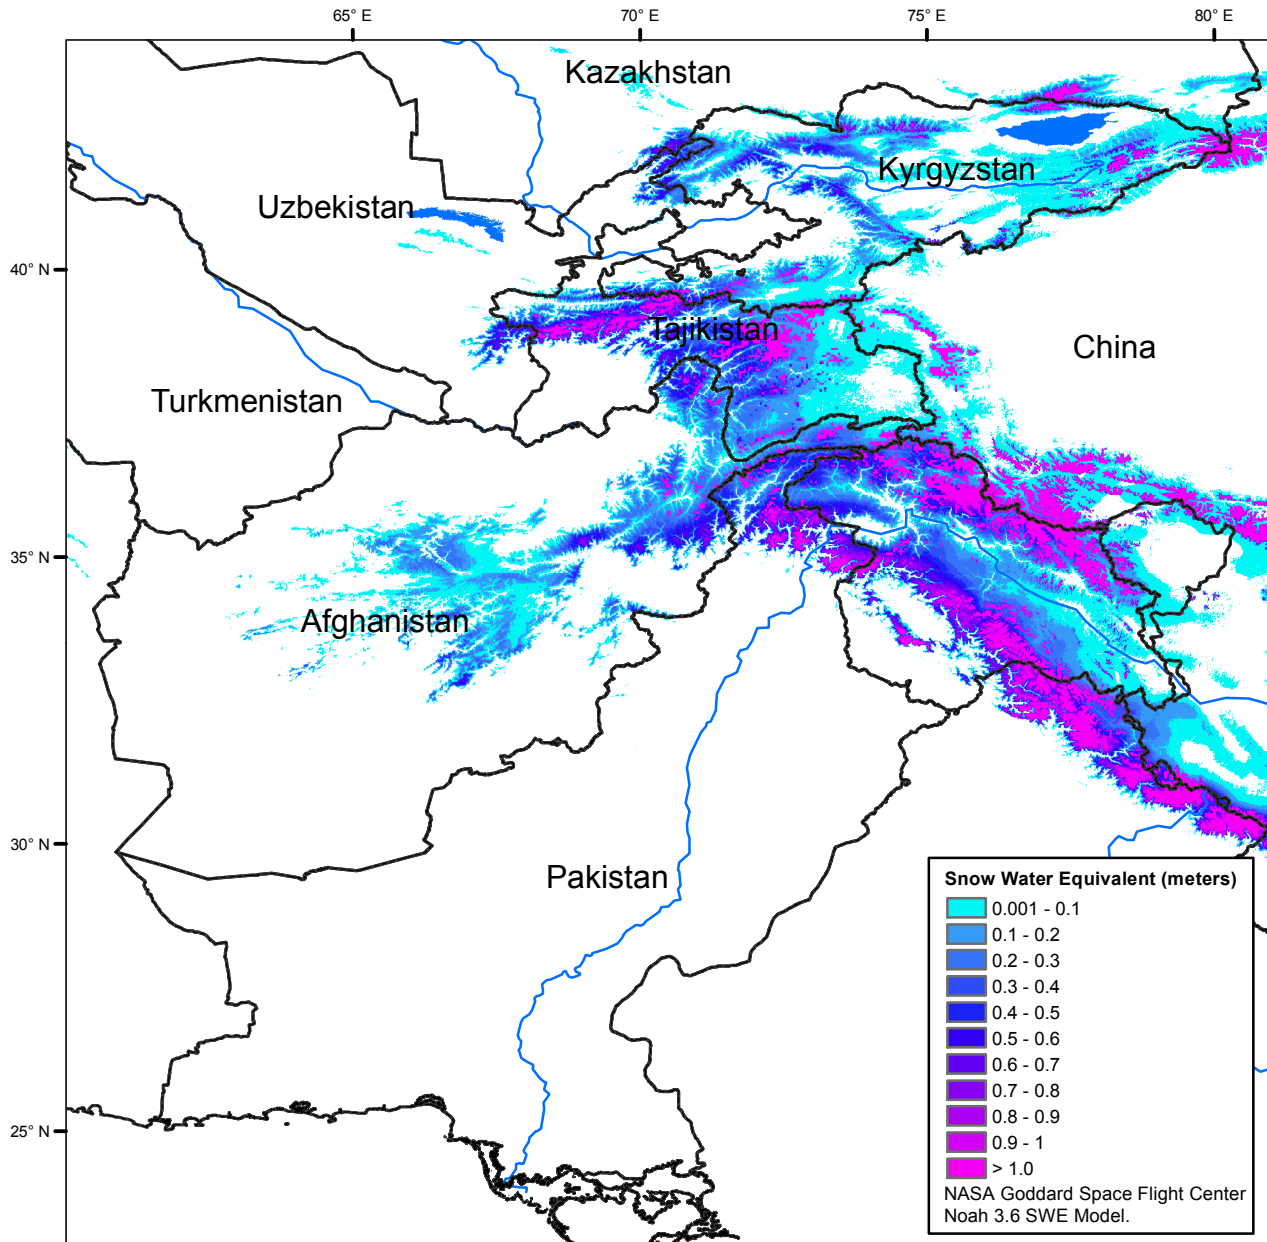 65° E
70° E
75° E
80° E
Kazakhstan
Kyrgyzstan
Uzbekistan
40° N
Tajikistan
China
Turkmenistan
35° N
Afghanistan
30° N
Pakistan
25° N
Snow Water Equivalent (meters)
0.001 - 0.1
0.1 - 0.2
0.2 - 0.3
0.3 - 0.4
0.4 - 0.5
0.5 - 0.6
0.6 - 0.7
0.7 - 0.8
0.8 - 0.9
0.9 - 1
> 1.0
NASA Goddard Space Flight Center
Noah 3.6 SWE Model.